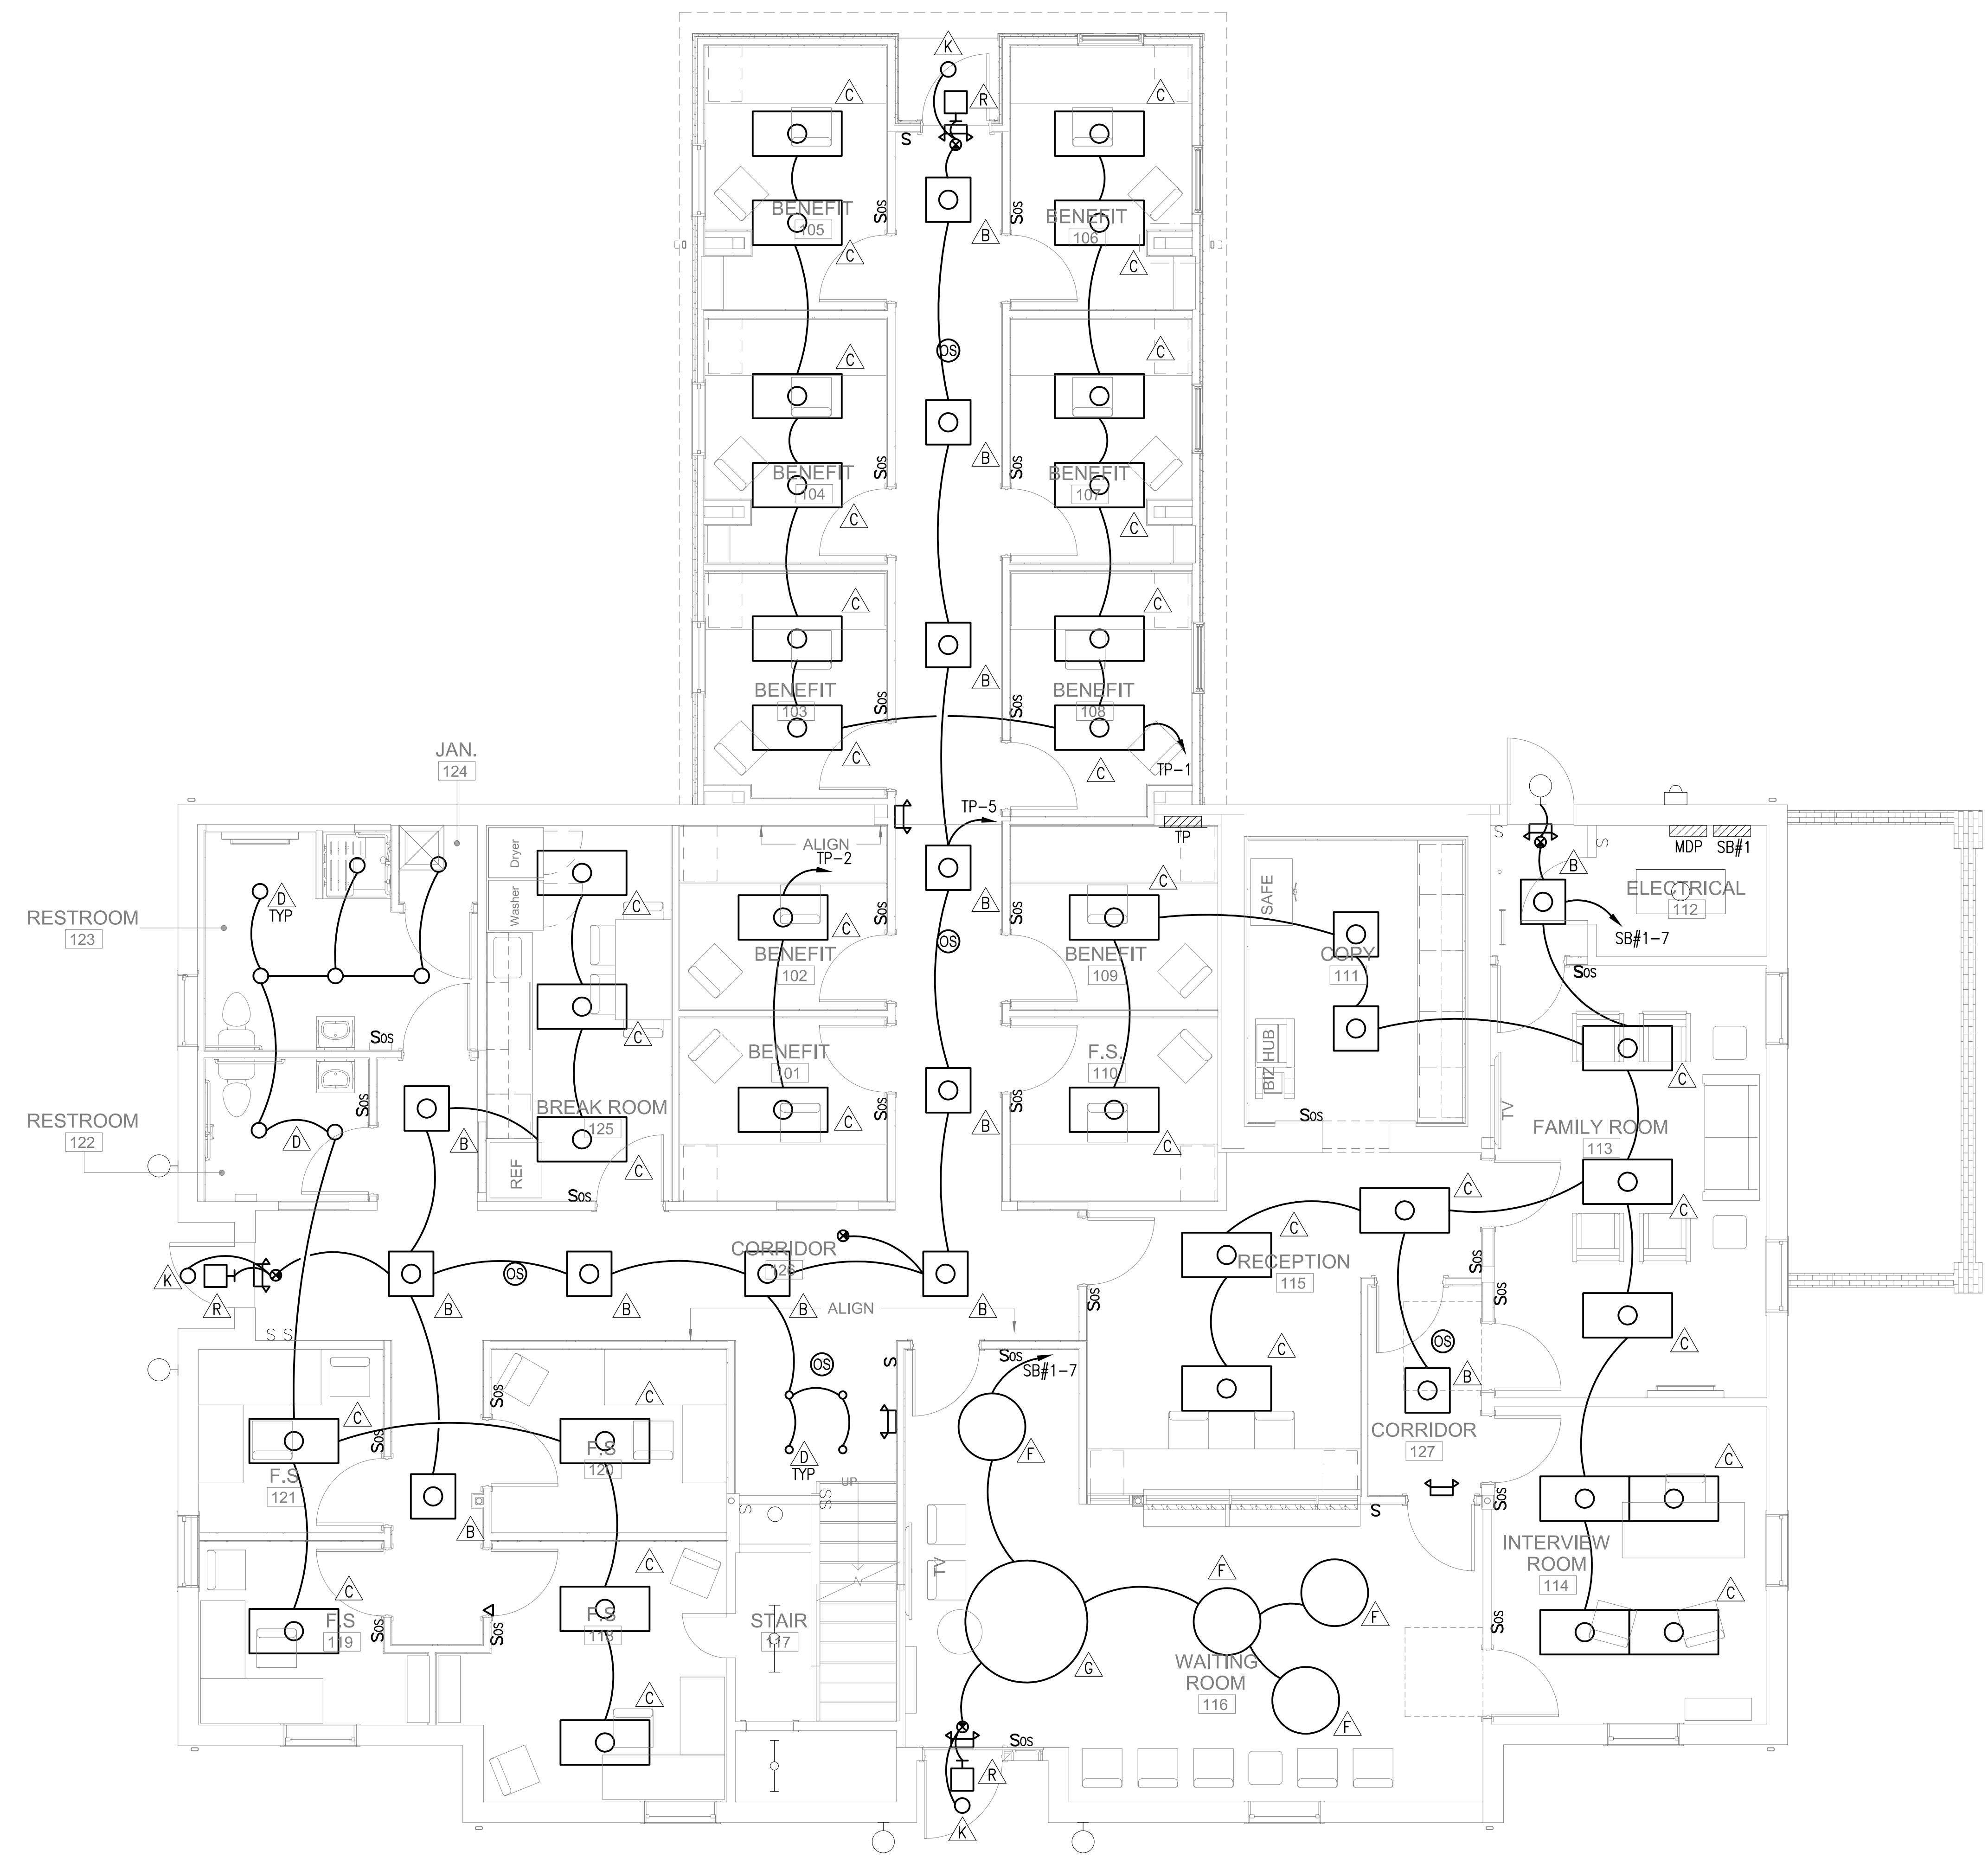 K
C
R
C
S
BENEFIT
105
Sos
Sos
BENEFIT
106
B
C
C
OS
C
C
B
BENEFIT
104
Sos
Sos
BENEFIT
107
C
C
C
C
B
BENEFIT
103
Sos
Sos
BENEFIT
108
C
C
TP-1
JAN.
124
TP-5
TP
ALIGN
TP-2
S
S
MDP
SB#1
Dryer
Washer
SAFE
B
ELECTRICAL
112
D
TYP
C
C
C
B
RESTROOM
123
Sos
Sos
SB#1-7
OS
BENEFIT
102
BENEFIT
109
COPY
111
Sos
Sos
C
BENEFIT
101
F.S.
110
BIZ HUB
C
RESTROOM
122
Sos
D
B
BREAK ROOM
125
C
REF
Sos
C
Sos
B
Sos
C
Sos
TV
FAMILY ROOM
113
C
C
CORRIDOR
126
C
RECEPTION
115
Sos
K
R
OS
B
B
B
B
ALIGN
Sos
Sos
S S
OS
S
Sos
SB#1-7
C
OS
B
C
C
Sos
Sos
C
F
CORRIDOR
127
F.S
121
F.S
120
D
TYP
UP
SS
S
C
B
S
Sos
INTERVIEW
ROOM
114
C
C
C
TV
F
F
F.S
119
Sos
Sos
F.S
118
STAIR
117
Sos
G
WAITING
ROOM
116
C
F
Sos
R
K